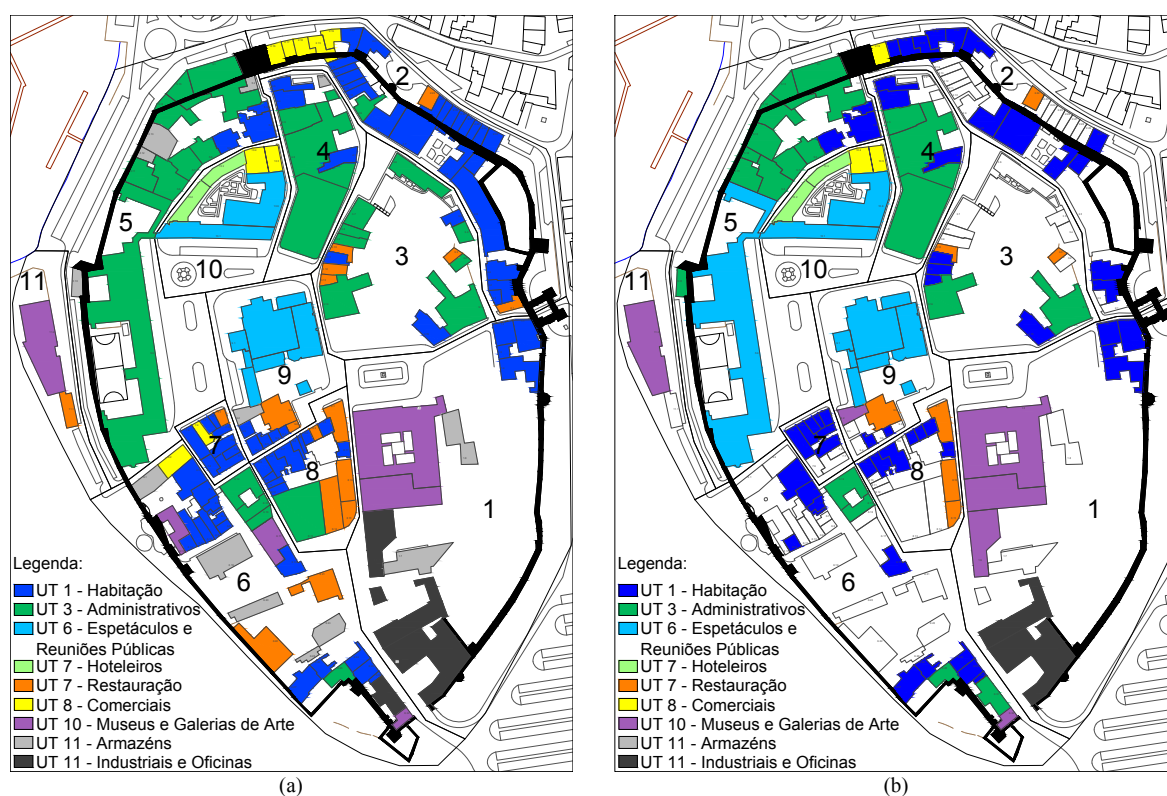 2
4
5
3
11
10
9
7
8
1
6
Legenda:
UT 1 - Habitação
UT 3 - Administrativos
UT 6 - Espetáculos e
Reuniões Públicas
UT 7 - Hoteleiros
UT 7 - Restauração
UT 8 - Comerciais
UT 10 - Museus e Galerias de Arte
UT 11 - Armazéns
UT 11 - Industriais e Oficinas
(a)
2
4
5
3
11
10
9
7
8
1
6
Legenda:
UT 1 - Habitação
UT 3 - Administrativos
UT 6 - Espetáculos e
Reuniões Públicas
UT 7 - Hoteleiros
UT 7 - Restauração
UT 8 - Comerciais
UT 10 - Museus e Galerias de Arte
UT 11 - Armazéns
UT 11 - Industriais e Oficinas
(b)